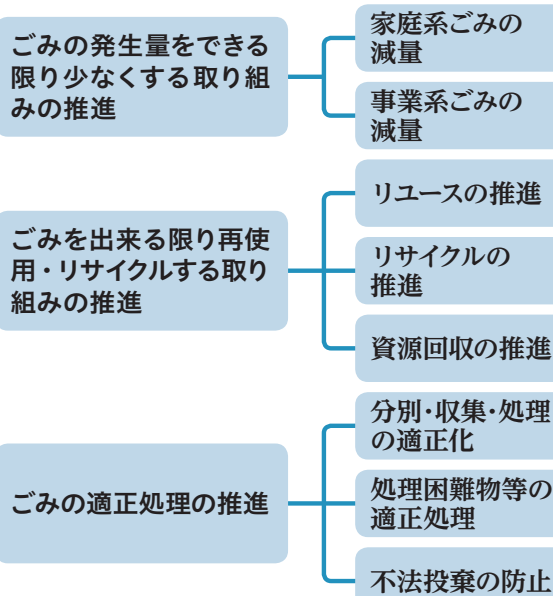 ごみの発生量をできる
限り少なくする取り組
みの推進
家庭系ごみの
減量
事業系ごみの
減量
ごみを出来る限り再使
用・リサイクルする取り
組みの推進
リユースの推進
リサイクルの
推進
資源回収の推進
ごみの適正処理の推進
分別・収集・処理
の適正化
処理困難物等の
適正処理
不法投棄の防止